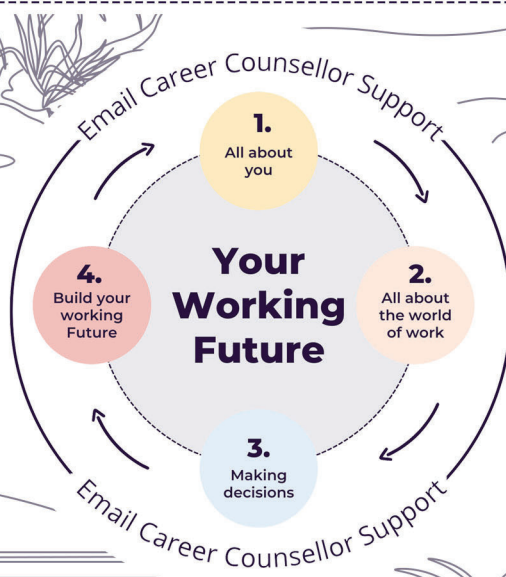 Email Career Counsellor Support
1.
All about
you
2.
All about
the world
of work
Your
Working
Future
4.
Build your
working
Future
3.
Making
decisions
Email Career Counsellor Support